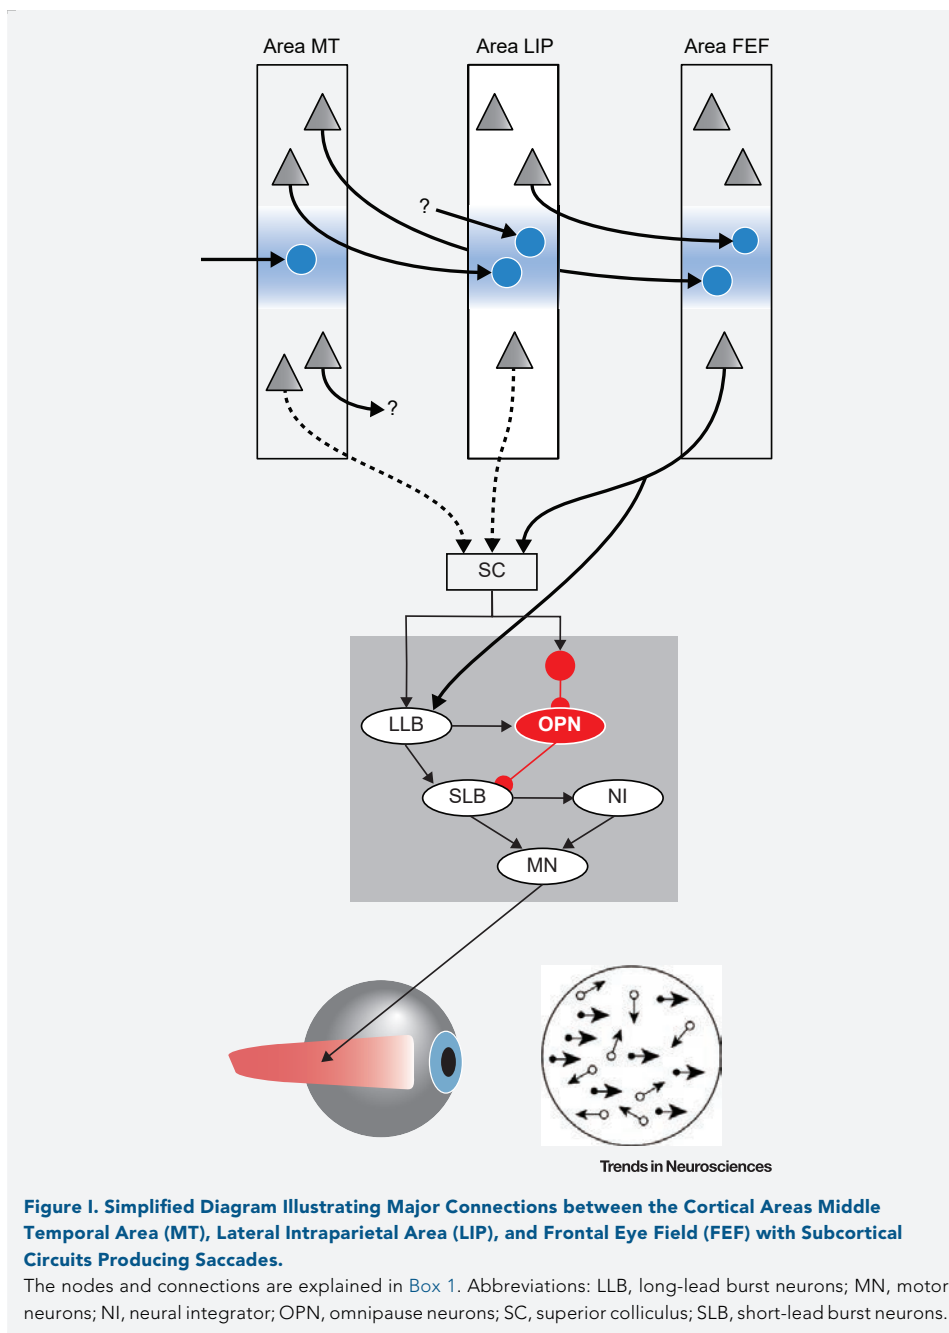 Area MT
Area LIP
Area FEF
?
?
SC
LLB
OPN
SLB
NI
MN
Trends in Neurosciences
Figure I. Simplified Diagram Illustrating Major Connections between the Cortical Areas Middle
Temporal Area (MT), Lateral Intraparietal Area (LIP), and Frontal Eye Field (FEF) with Subcortical
Circuits Producing Saccades.
The nodes and connections are explained in Box 1. Abbreviations: LLB, long-lead burst neurons; MN, motor
neurons; NI, neural integrator; OPN, omnipause neurons; SC, superior colliculus; SLB, short-lead burst neurons.